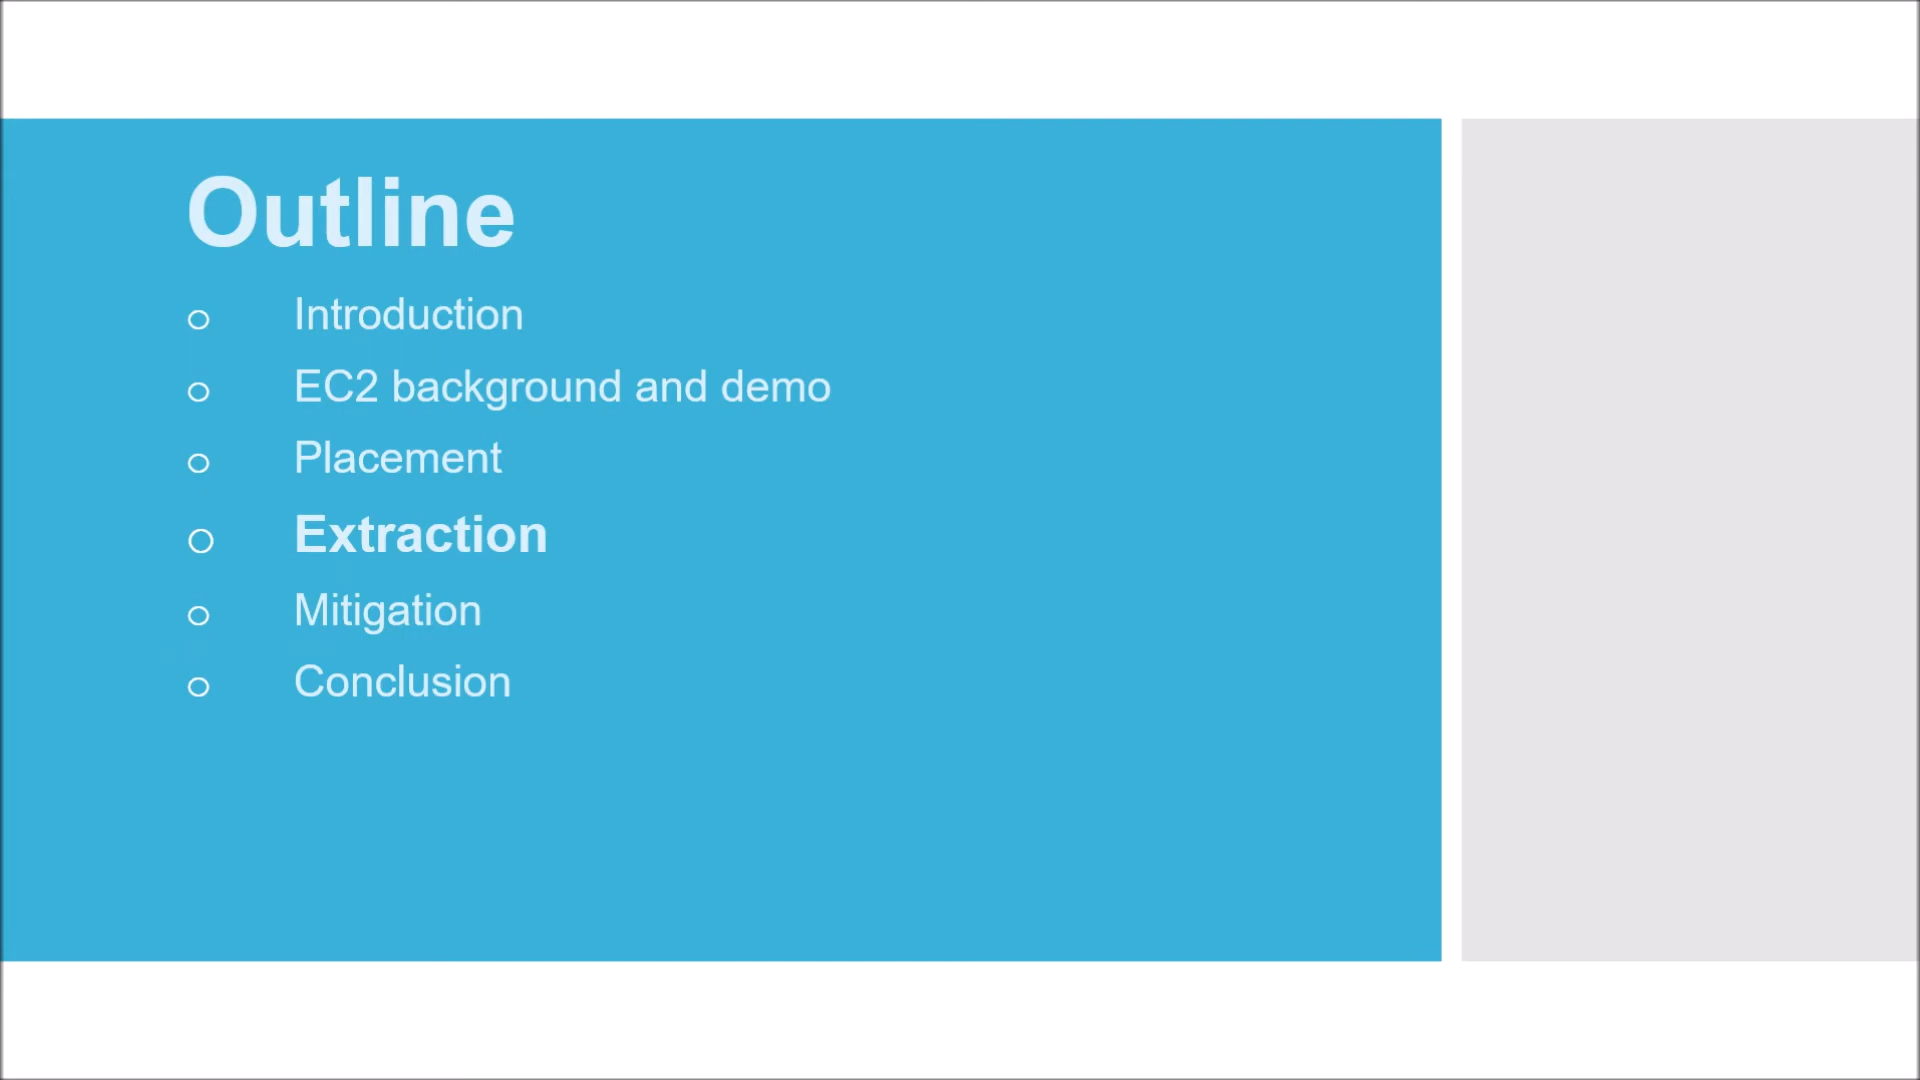 Outline
Introduction
EC2 background and demo
Placement
Extraction
Mitigation
Conclusion